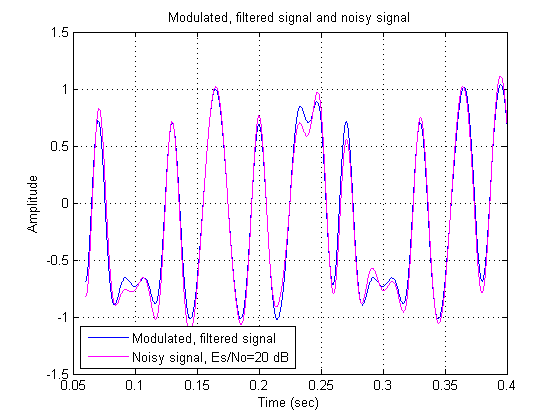 Modulated, filtered signal and noisy signal
1.5
1
0.5
0
-0.5
-1
-1.5
Amplitude
Modulated, filtered signal
Noisy signal, Es/No=20 dB
0.05 0.1 0.15 0.2 0.25 0.3 0.35 0.4
Time (sec)